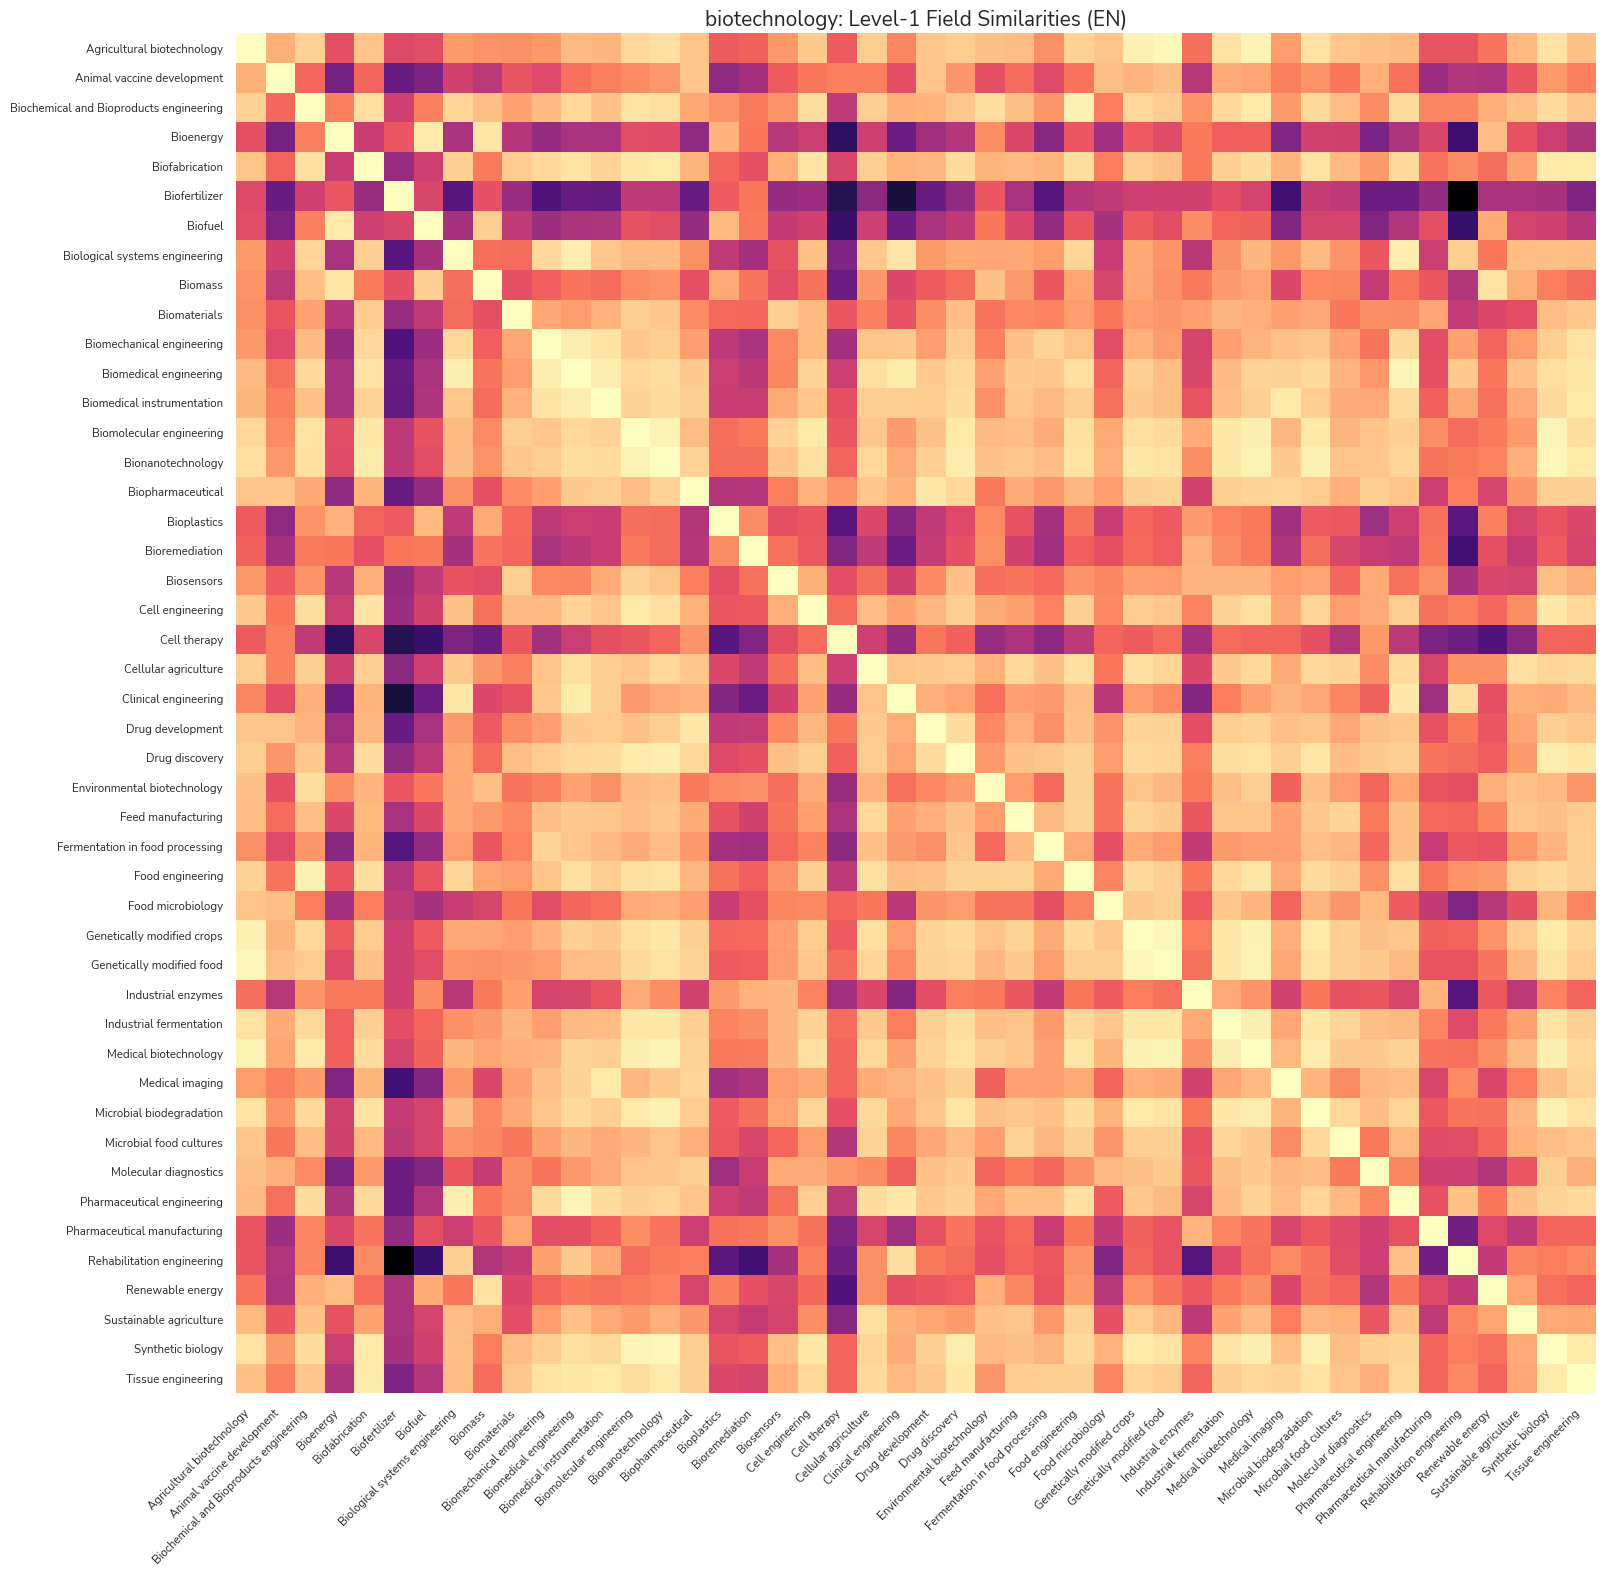 biotechnology: Level-1 Field Similarities (EN)
Agricultural biotechnology
Animal vaccine development
Biochemical and Bioproducts engineering
Bioenergy
Biofabrication
Biofertilizer
Biofuel
Biological systems engineering
Biomass
Biomaterials
Biomechanical engineering
Biomedical engineering
Biomedical instrumentation
Biomolecular engineering
Bionanotechnology
Biopharmaceutical
Bioplastics
Bioremediation
Biosensors
Cell engineering
Cell therapy
Cellular agriculture
Clinical engineering
Drug development
Drug discovery
Environmental biotechnology
Feed manufacturing
Fermentation in food processing
Food engineering
Food microbiology
Genetically modified crops
Genetically modified food
Industrial enzymes
Industrial fermentation
Medical biotechnology
Medical imaging
Microbial biodegradation
Microbial food cultures
Molecular diagnostics
Pharmaceutical engineering
Pharmaceutical manufacturing
Rehabilitation engineering
Renewable energy
Sustainable agriculture
Synthetic biology
Tissue engineering
Agricultural biotechnology
Animal vaccine development
Biochemical and Bioproducts engineering
Bioenergy
Biofabrication
Biofertilizer
Biofuel
Biological systems engineering
Biomass
Biomaterials
Biomechanical engineering
Biomedical engineering
Biomedical instrumentation
Biomolecular engineering
Bionanotechnology
Biopharmaceutical
Bioplastics
Bioremediation
Biosensors
Cell engineering
Cell therapy
Cellular agriculture
Clinical engineering
Drug development
Drug discovery
Environmental biotechnology
Feed manufacturing
Fermentation in food processing
Food engineering
Food microbiology
Genetically modified crops
Genetically modified food
Industrial enzymes
Industrial fermentation
Medical biotechnology
Medical imaging
Microbial biodegradation
Microbial food cultures
Molecular diagnostics
Pharmaceutical engineering
Pharmaceutical manufacturing
Rehabilitation engineering
Renewable energy
Sustainable agriculture
Synthetic biology
Tissue engineering